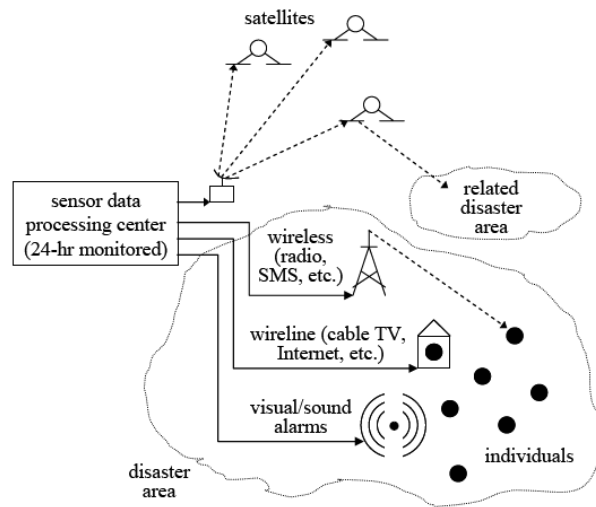 satellites
sensor data
processing center
(24-hr monitored)
related
disaster
area
wireless
(radio,
SMS, etc.)
wireline (cable TV,
Internet, etc.)
visual/sound
alarms
individuals
disaster
area